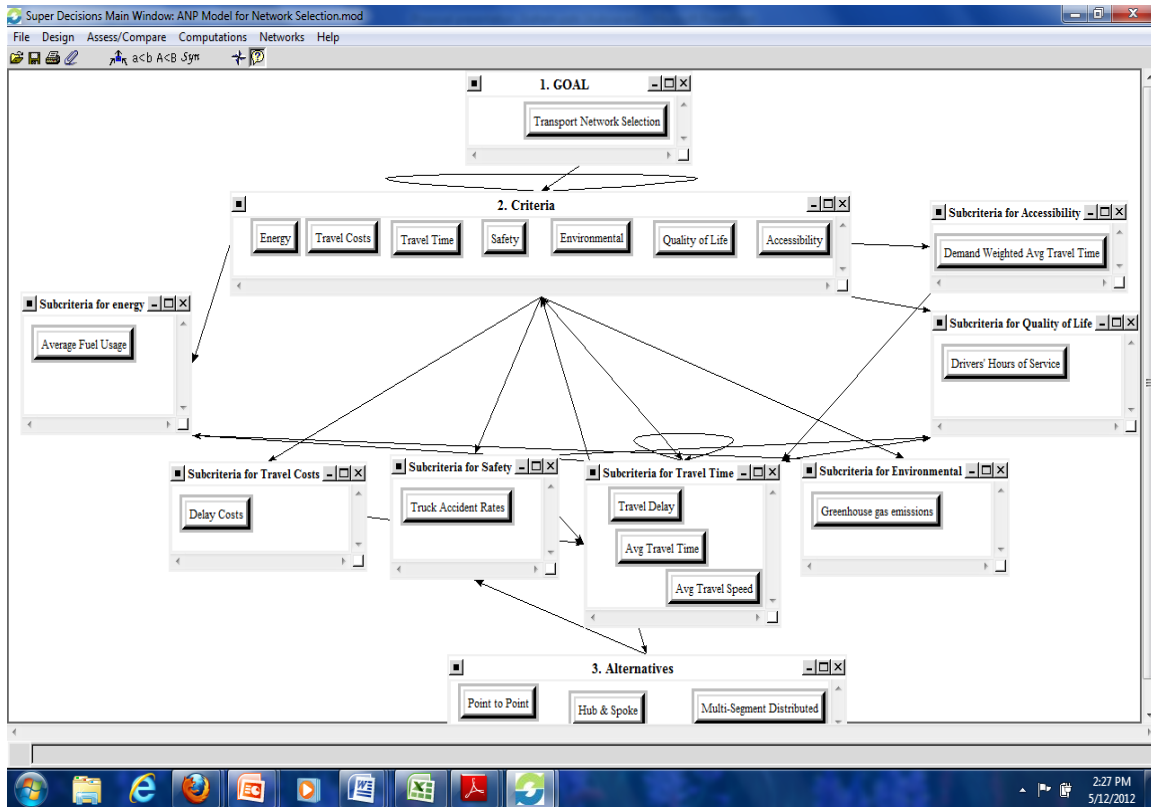 Super Decisions Main Window: ANP Model for Network Selection.mod
File Design Assess/Compare Computations Networks Help
a<b A<B Syn
1. GOAL
Transport Network Selection
2. Criteria
Energy Travel Costs Travel Time Safety Environmental Quality of Life Accessibility
Subcriteria for Accessibility
Demand Weighted Avg Travel Time
Subcriteria for energy
Average Fuel Usage
Subcriteria for Quality of Life
Drivers' Hours of Service
Subcriteria for Travel Costs
Delay Costs
Subcriteria for Safety
Truck Accident Rates
Subcriteria for Travel Time
Travel Delay
Avg Travel Time
Avg Travel Speed
Subcriteria for Environmental
Greenhouse gas emissions
3. Alternatives
Point to Point Hub & Spoke Multi-Segment Distributed
2:27 PM
5/12/2012